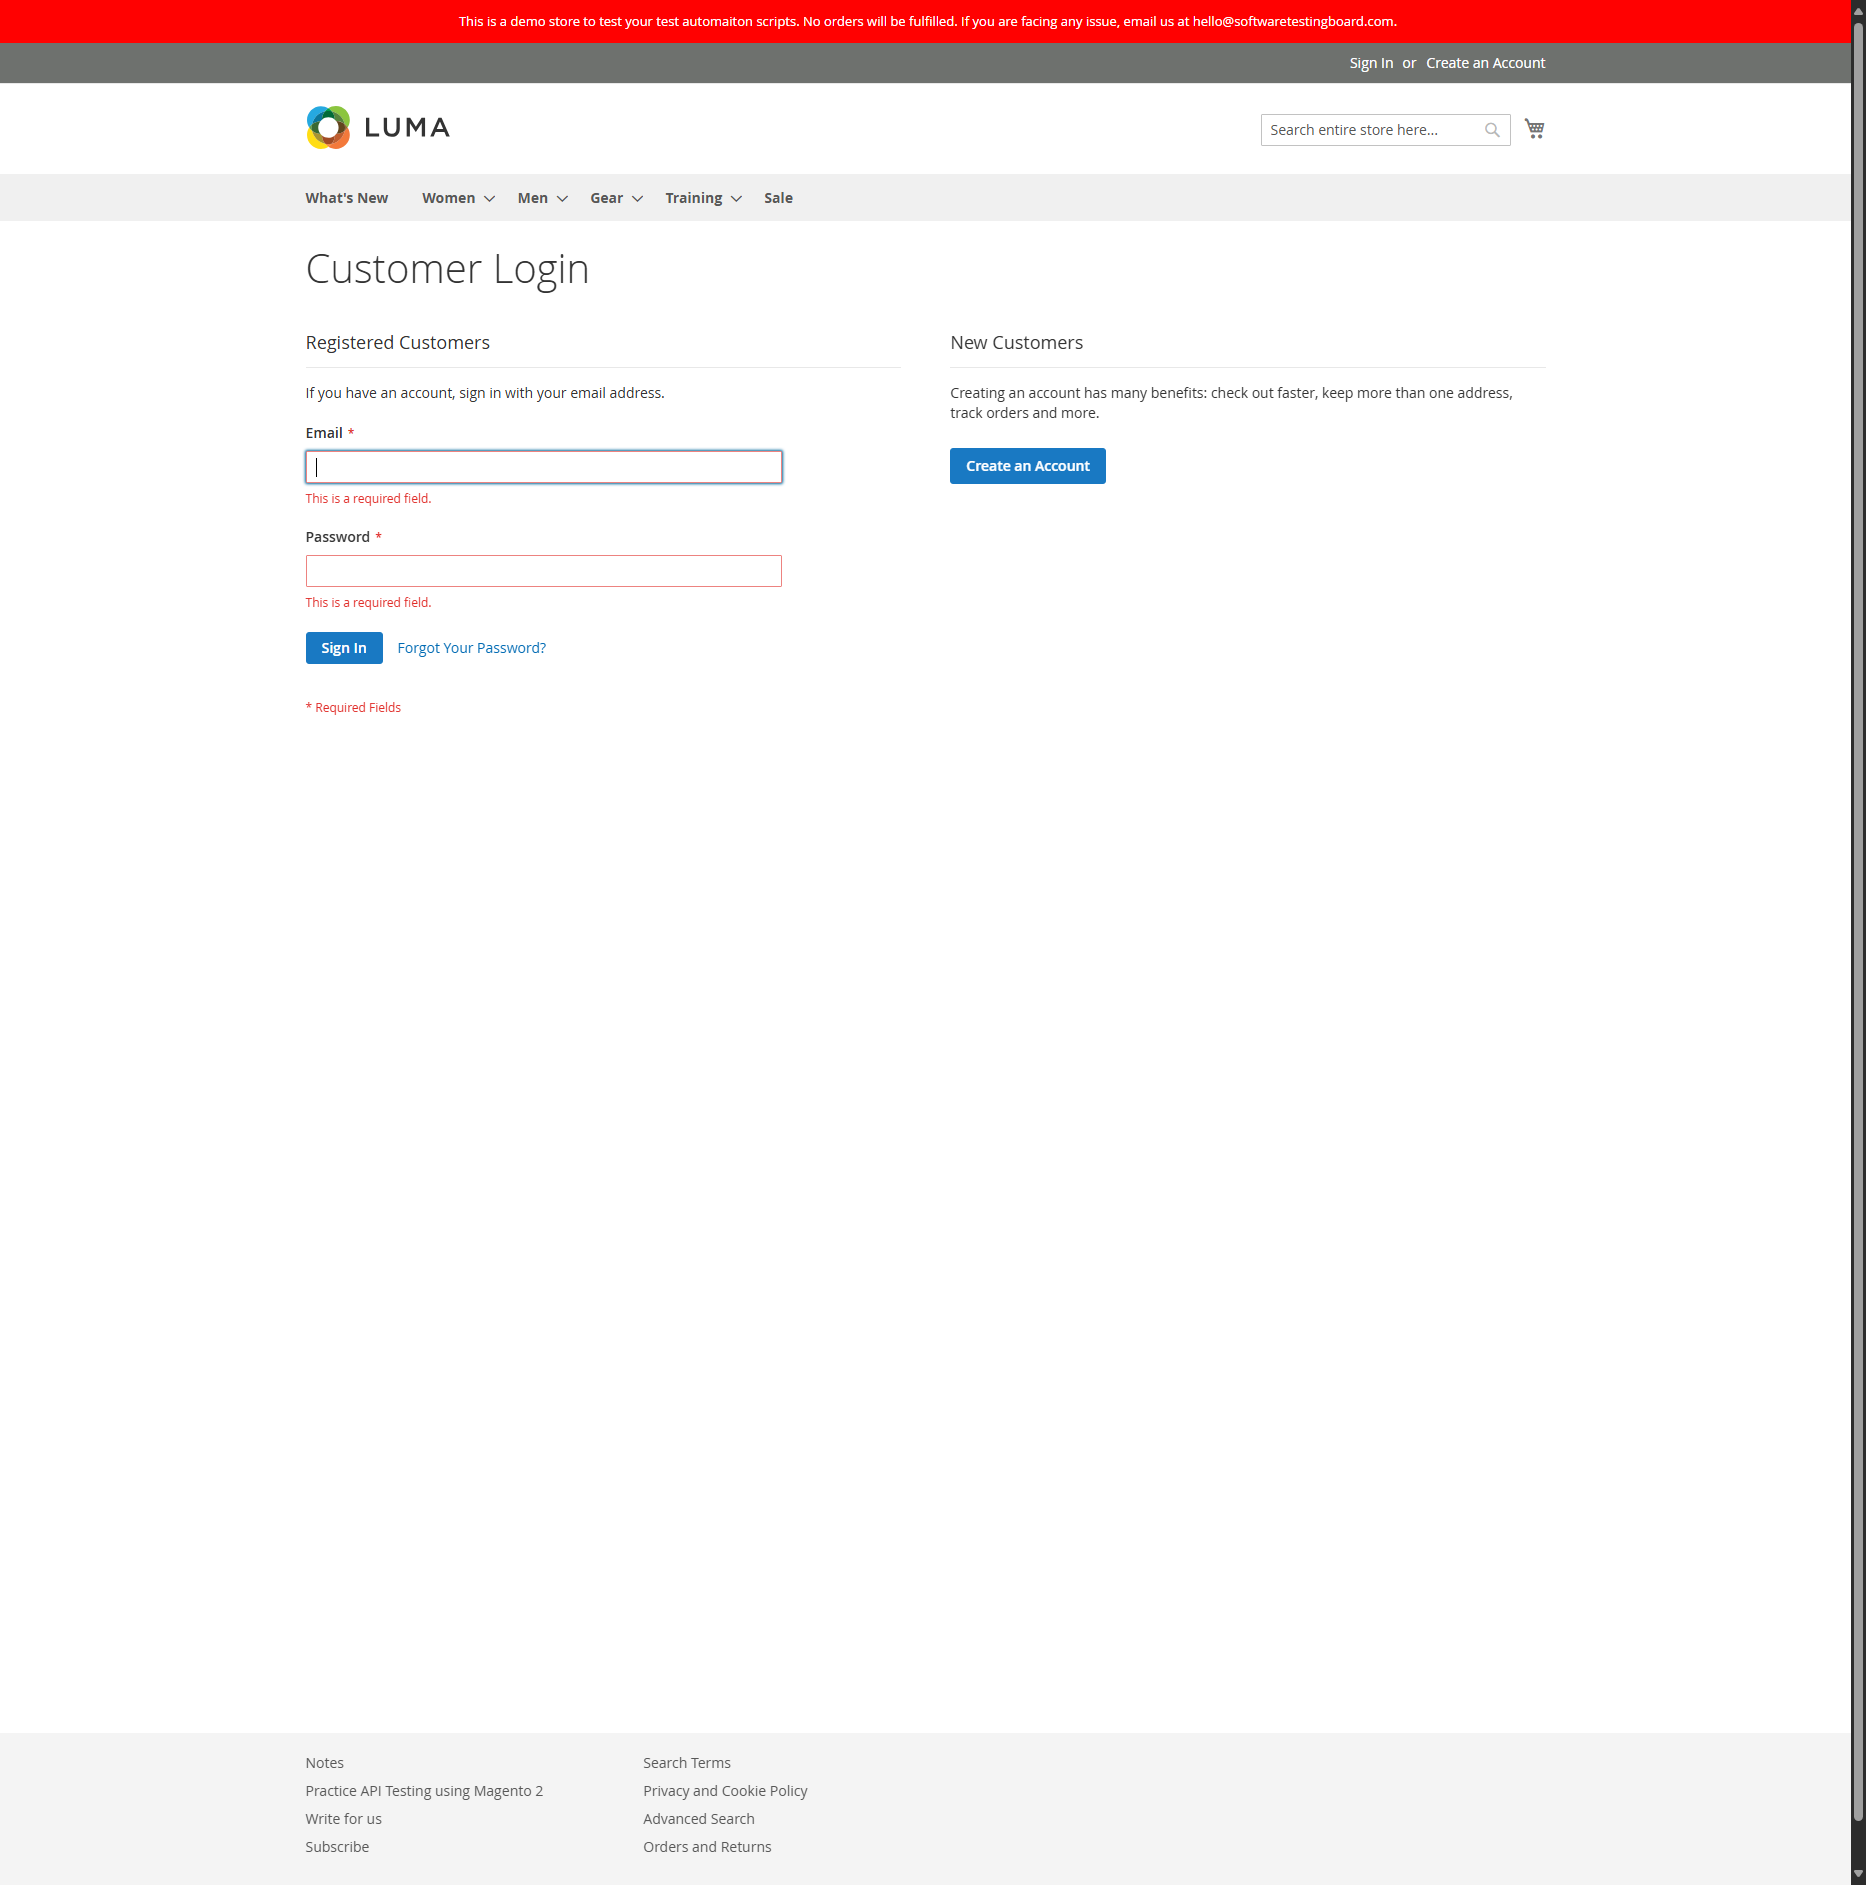 This is a demo store to test your test automaiton scripts. No orders will be fulfilled. If you are facing any issue, email us at hello@softwaretestingboard.com.
Sign In or Create an Account
LUMA
Search entire store here...
What's New Women Men Gear Training Sale
Customer Login
Registered Customers
If you have an account, sign in with your email address.
Email *
This is a required field.
Password *
This is a required field.
Sign In Forgot Your Password?
* Required Fields
New Customers
Creating an account has many benefits: check out faster, keep more than one address,
track orders and more.
Create an Account
Notes
Practice API Testing using Magento 2
Write for us
Subscribe
Search Terms
Privacy and Cookie Policy
Advanced Search
Orders and Returns